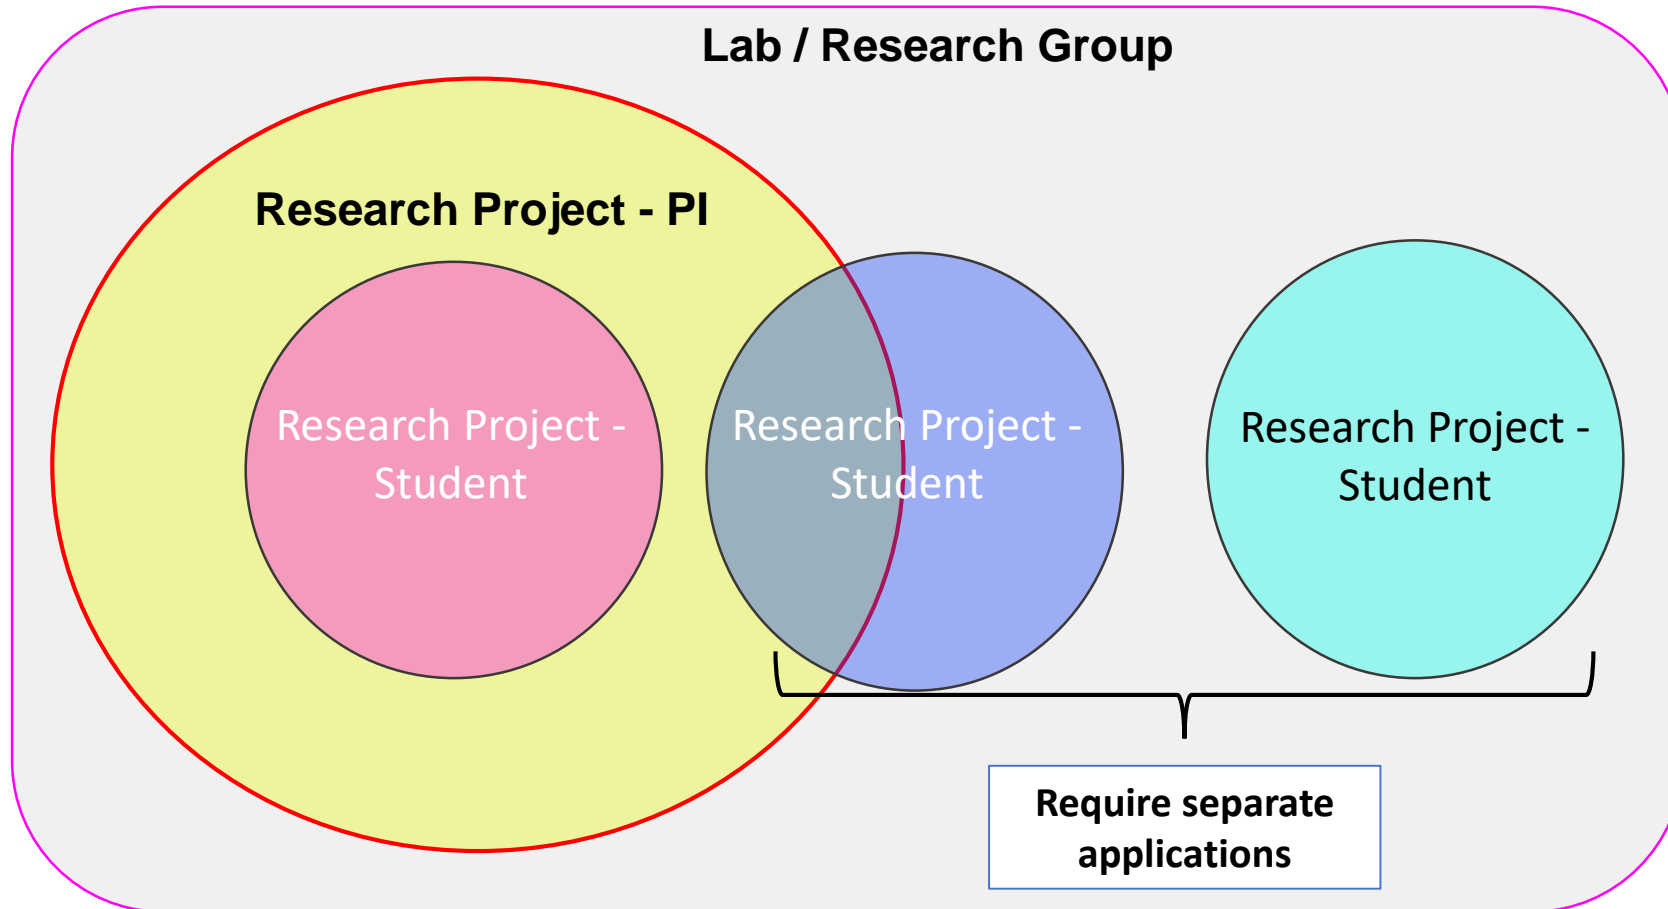 Lab / Research Group
Research Project - PI
Research Project -
Student
Research Project -
Student
Research Project -
Student
Require separate
applications